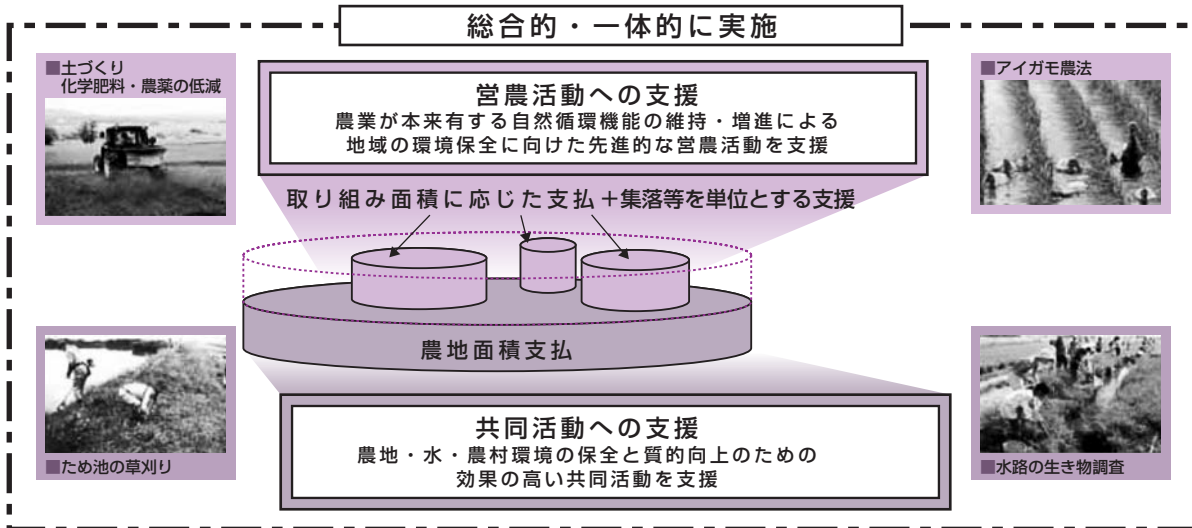 総合的・一体的に実施
■土づくり
化学肥料・農薬の低減
営農活動への支援
農業が本来有する自然循環機能の維持・増進による
地域の環境保全に向けた先進的な営農活動を支援
■アイガモ農法
取り組み面積に応じた支払+集落等を単位とする支援
農地面積支払
■ため池の草刈り
共同活動への支援
農地・水・農村環境の保全と質的向上のための
効果の高い共同活動を支援
■水路の生き物調査